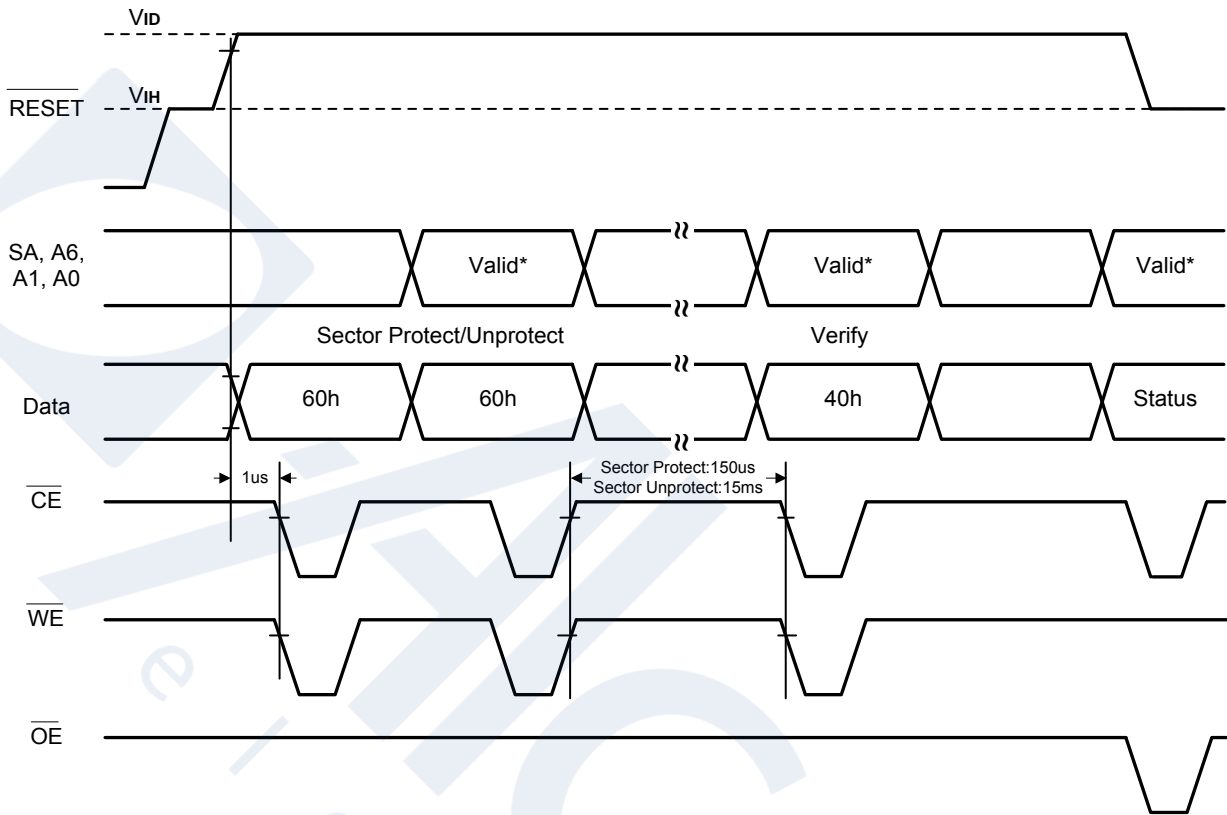 VID
VIH
RESET
SA, A6,
A1, A0
Valid*
Valid*
Valid*
Sector Protect/Unprotect
Verify
Data
60h
60h
40h
Status
1us
Sector Protect:150us
Sector Unprotect:15ms
CE
WE
OE